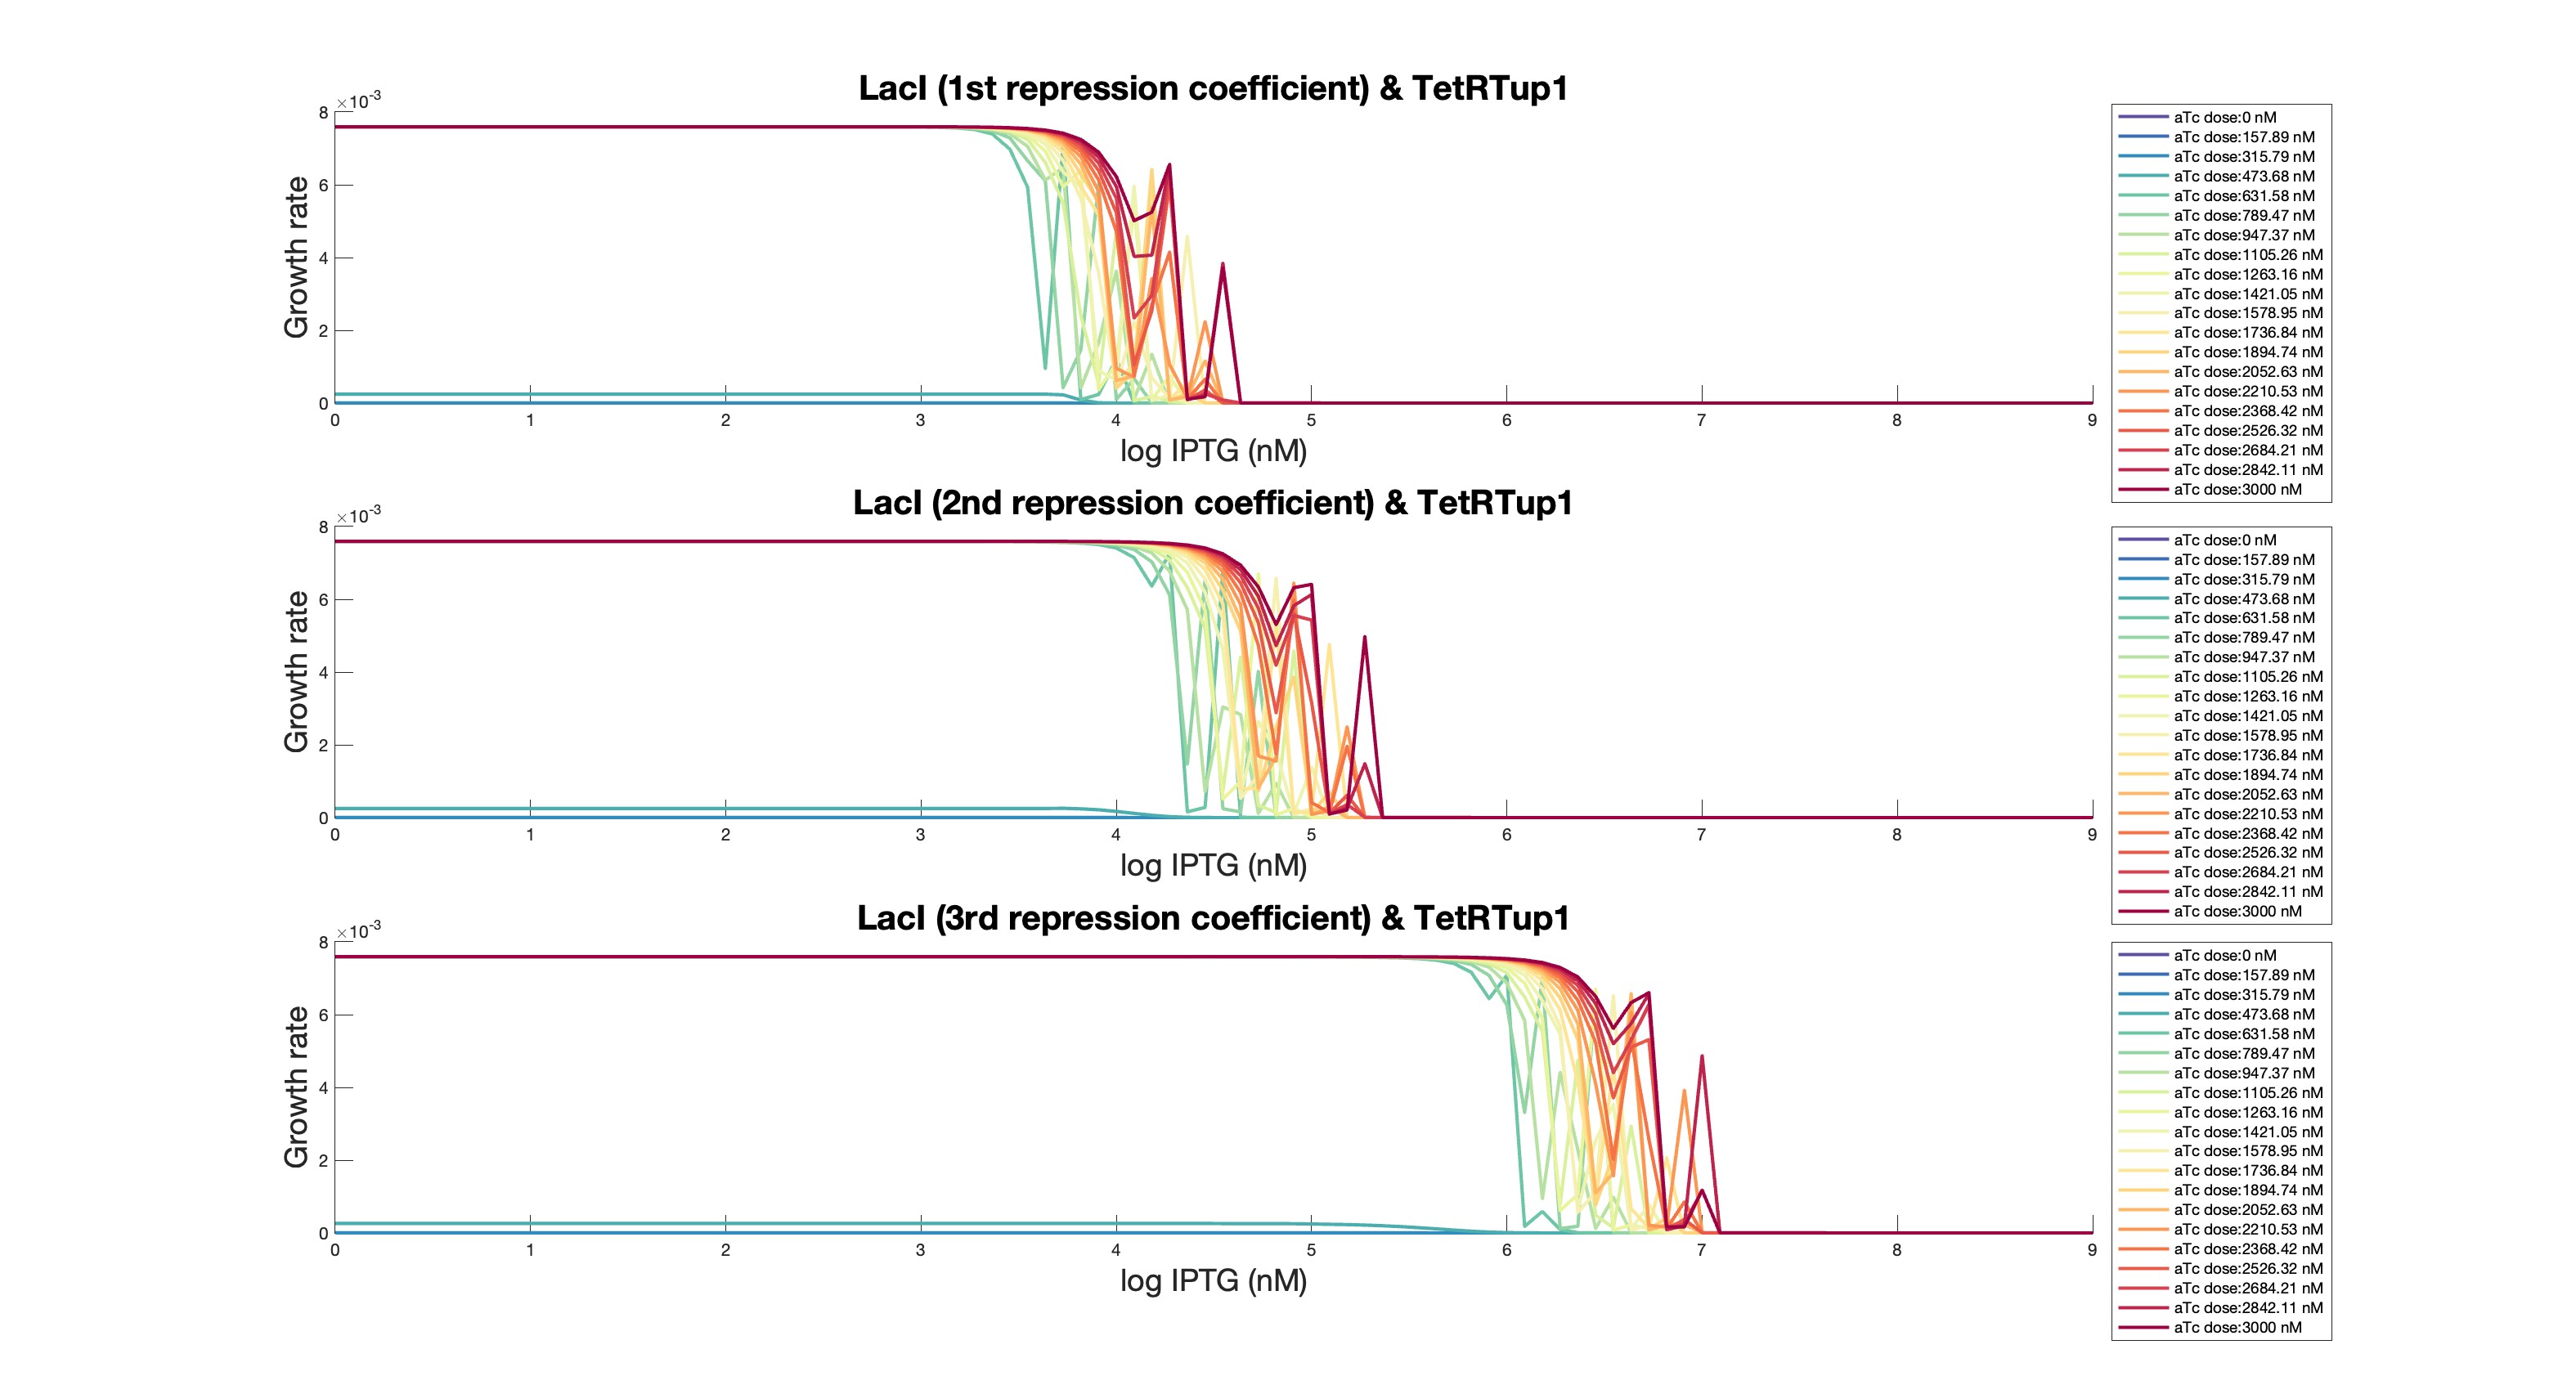 LacI (1st repression coefficient) & TetRTup1
×10-3
8
6
4
2
0
Growth rate
0 1 2 3 4 5 6 7 8 9
log IPTG (nM)
aTc dose:0 nM
aTc dose:157.89 nM
aTc dose:315.79 nM
aTc dose:473.68 nM
aTc dose:631.58 nM
aTc dose:789.47 nM
aTc dose:947.37 nM
aTc dose:1105.26 nM
aTc dose:1263.16 nM
aTc dose:1421.05 nM
aTc dose:1578.95 nM
aTc dose:1736.84 nM
aTc dose:1894.74 nM
aTc dose:2052.63 nM
aTc dose:2210.53 nM
aTc dose:2368.42 nM
aTc dose:2526.32 nM
aTc dose:2684.21 nM
aTc dose:2842.11 nM
aTc dose:3000 nM
LacI (2nd repression coefficient) & TetRTup1
×10-3
8
6
4
2
0
Growth rate
0 1 2 3 4 5 6 7 8 9
log IPTG (nM)
aTc dose:0 nM
aTc dose:157.89 nM
aTc dose:315.79 nM
aTc dose:473.68 nM
aTc dose:631.58 nM
aTc dose:789.47 nM
aTc dose:947.37 nM
aTc dose:1105.26 nM
aTc dose:1263.16 nM
aTc dose:1421.05 nM
aTc dose:1578.95 nM
aTc dose:1736.84 nM
aTc dose:1894.74 nM
aTc dose:2052.63 nM
aTc dose:2210.53 nM
aTc dose:2368.42 nM
aTc dose:2526.32 nM
aTc dose:2684.21 nM
aTc dose:2842.11 nM
aTc dose:3000 nM
LacI (3rd repression coefficient) & TetRTup1
×10-3
8
6
4
2
0
Growth rate
0 1 2 3 4 5 6 7 8 9
log IPTG (nM)
aTc dose:0 nM
aTc dose:157.89 nM
aTc dose:315.79 nM
aTc dose:473.68 nM
aTc dose:631.58 nM
aTc dose:789.47 nM
aTc dose:947.37 nM
aTc dose:1105.26 nM
aTc dose:1263.16 nM
aTc dose:1421.05 nM
aTc dose:1578.95 nM
aTc dose:1736.84 nM
aTc dose:1894.74 nM
aTc dose:2052.63 nM
aTc dose:2210.53 nM
aTc dose:2368.42 nM
aTc dose:2526.32 nM
aTc dose:2684.21 nM
aTc dose:2842.11 nM
aTc dose:3000 nM